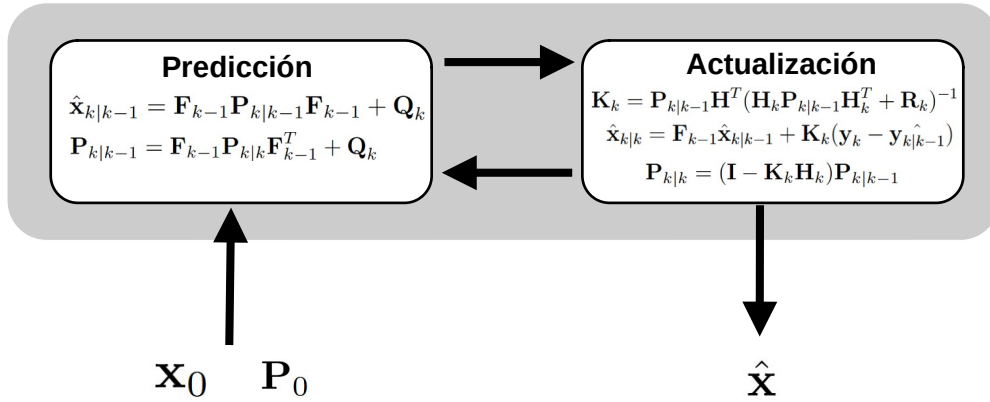 Predicción
x̂_{k|k−1} = F_{k−1}P_{k|k−1}F_{k−1} + Q_k
P_{k|k−1} = F_{k−1}P_{k|k}F^T_{k−1} + Q_k
Actualización
K_k = P_{k|k−1}H^T(H_kP_{k|k−1}H^T_k + R_k)^{−1}
x̂_{k|k} = F_{k−1}x̂_{k|k−1} + K_k(y_k − ŷ_{k|k−1})
P_{k|k} = (I − K_kH_k)P_{k|k−1}
x_0 P_0
x̂